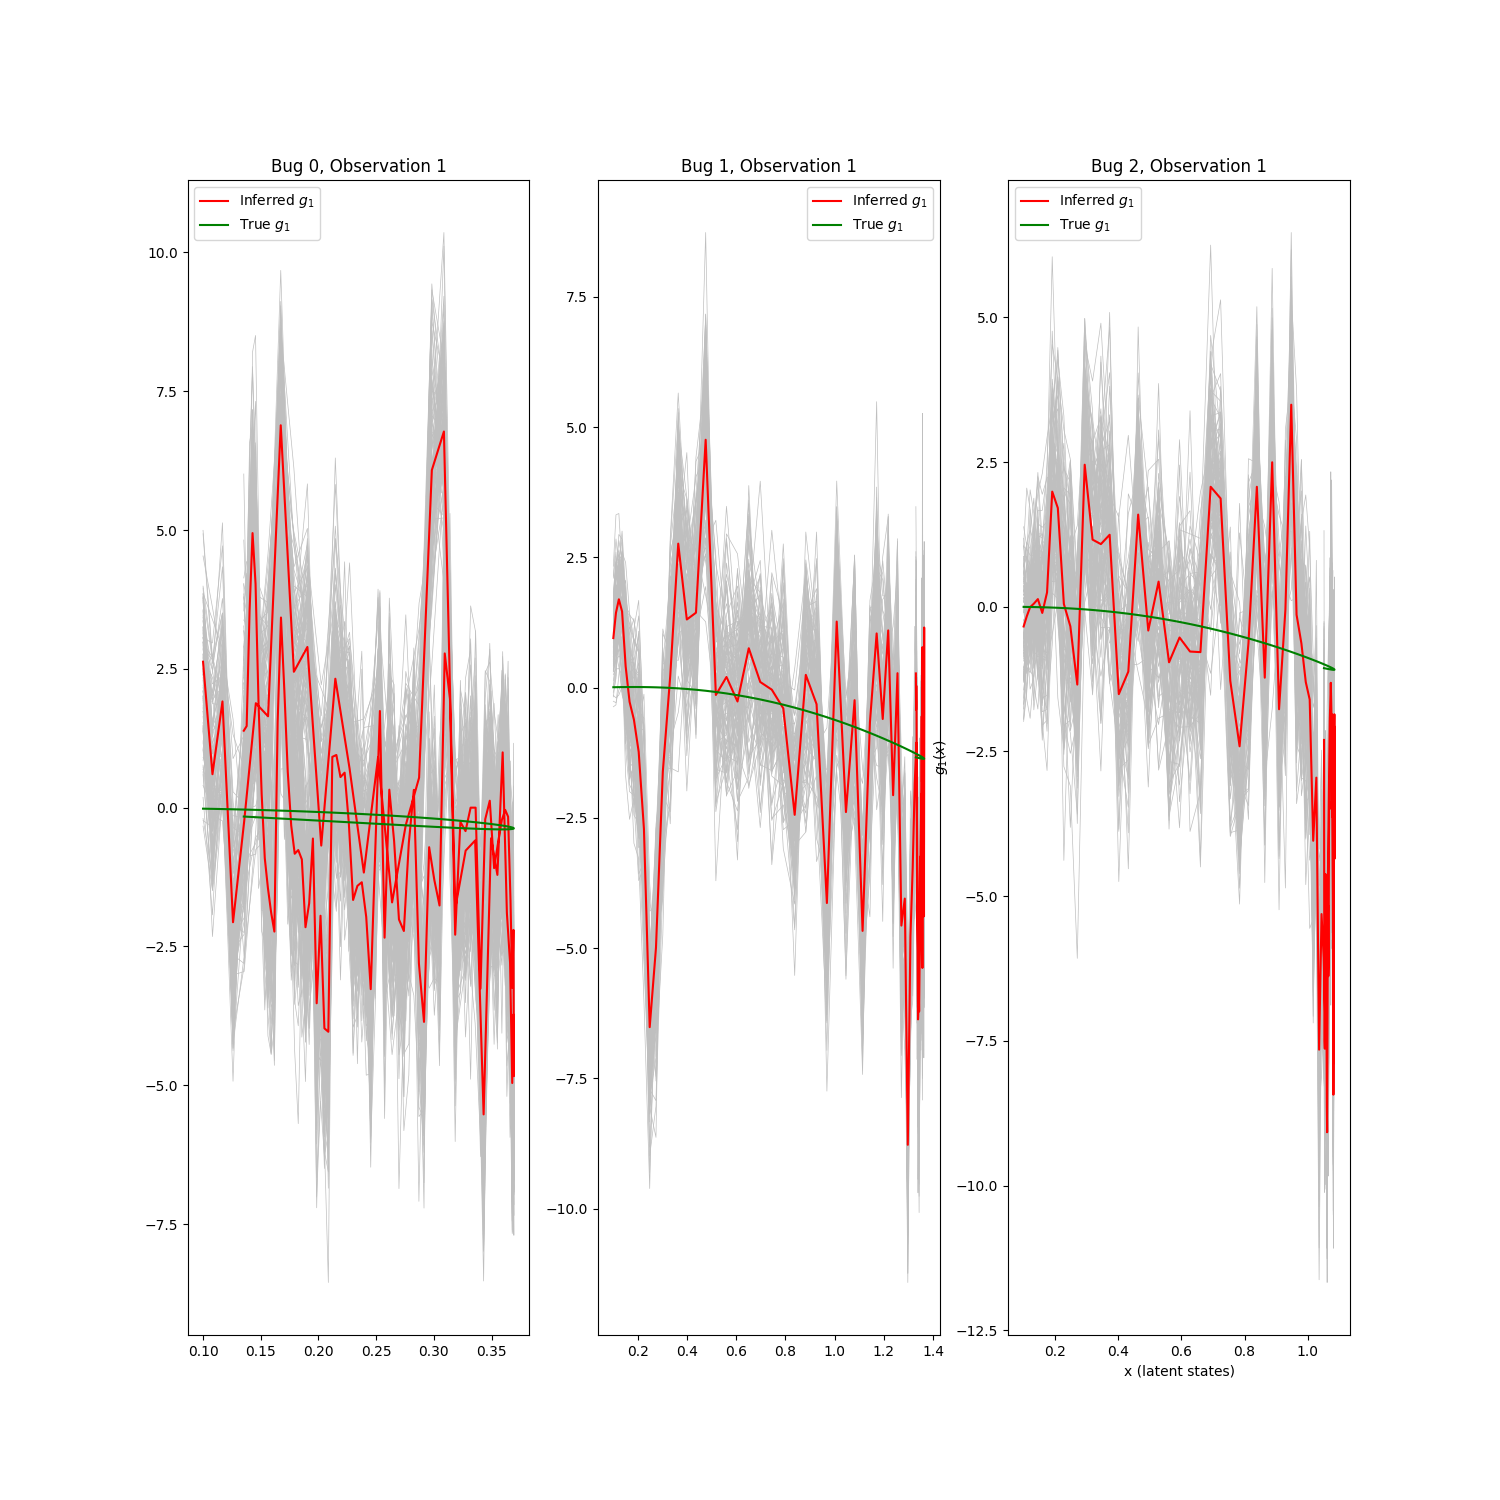 Bug 0, Observation 1
Inferred g₁
True g₁
10.0
7.5
5.0
2.5
0.0
−2.5
−5.0
−7.5
0.10 0.15 0.20 0.25 0.30 0.35
Bug 1, Observation 1
Inferred g₁
True g₁
7.5
5.0
2.5
0.0
−2.5
−5.0
−7.5
−10.0
0.2 0.4 0.6 0.8 1.0 1.2 1.4
Bug 2, Observation 1
Inferred g₁
True g₁
g₁(x)
5.0
2.5
0.0
−2.5
−5.0
−7.5
−10.0
−12.5
0.2 0.4 0.6 0.8 1.0
x (latent states)